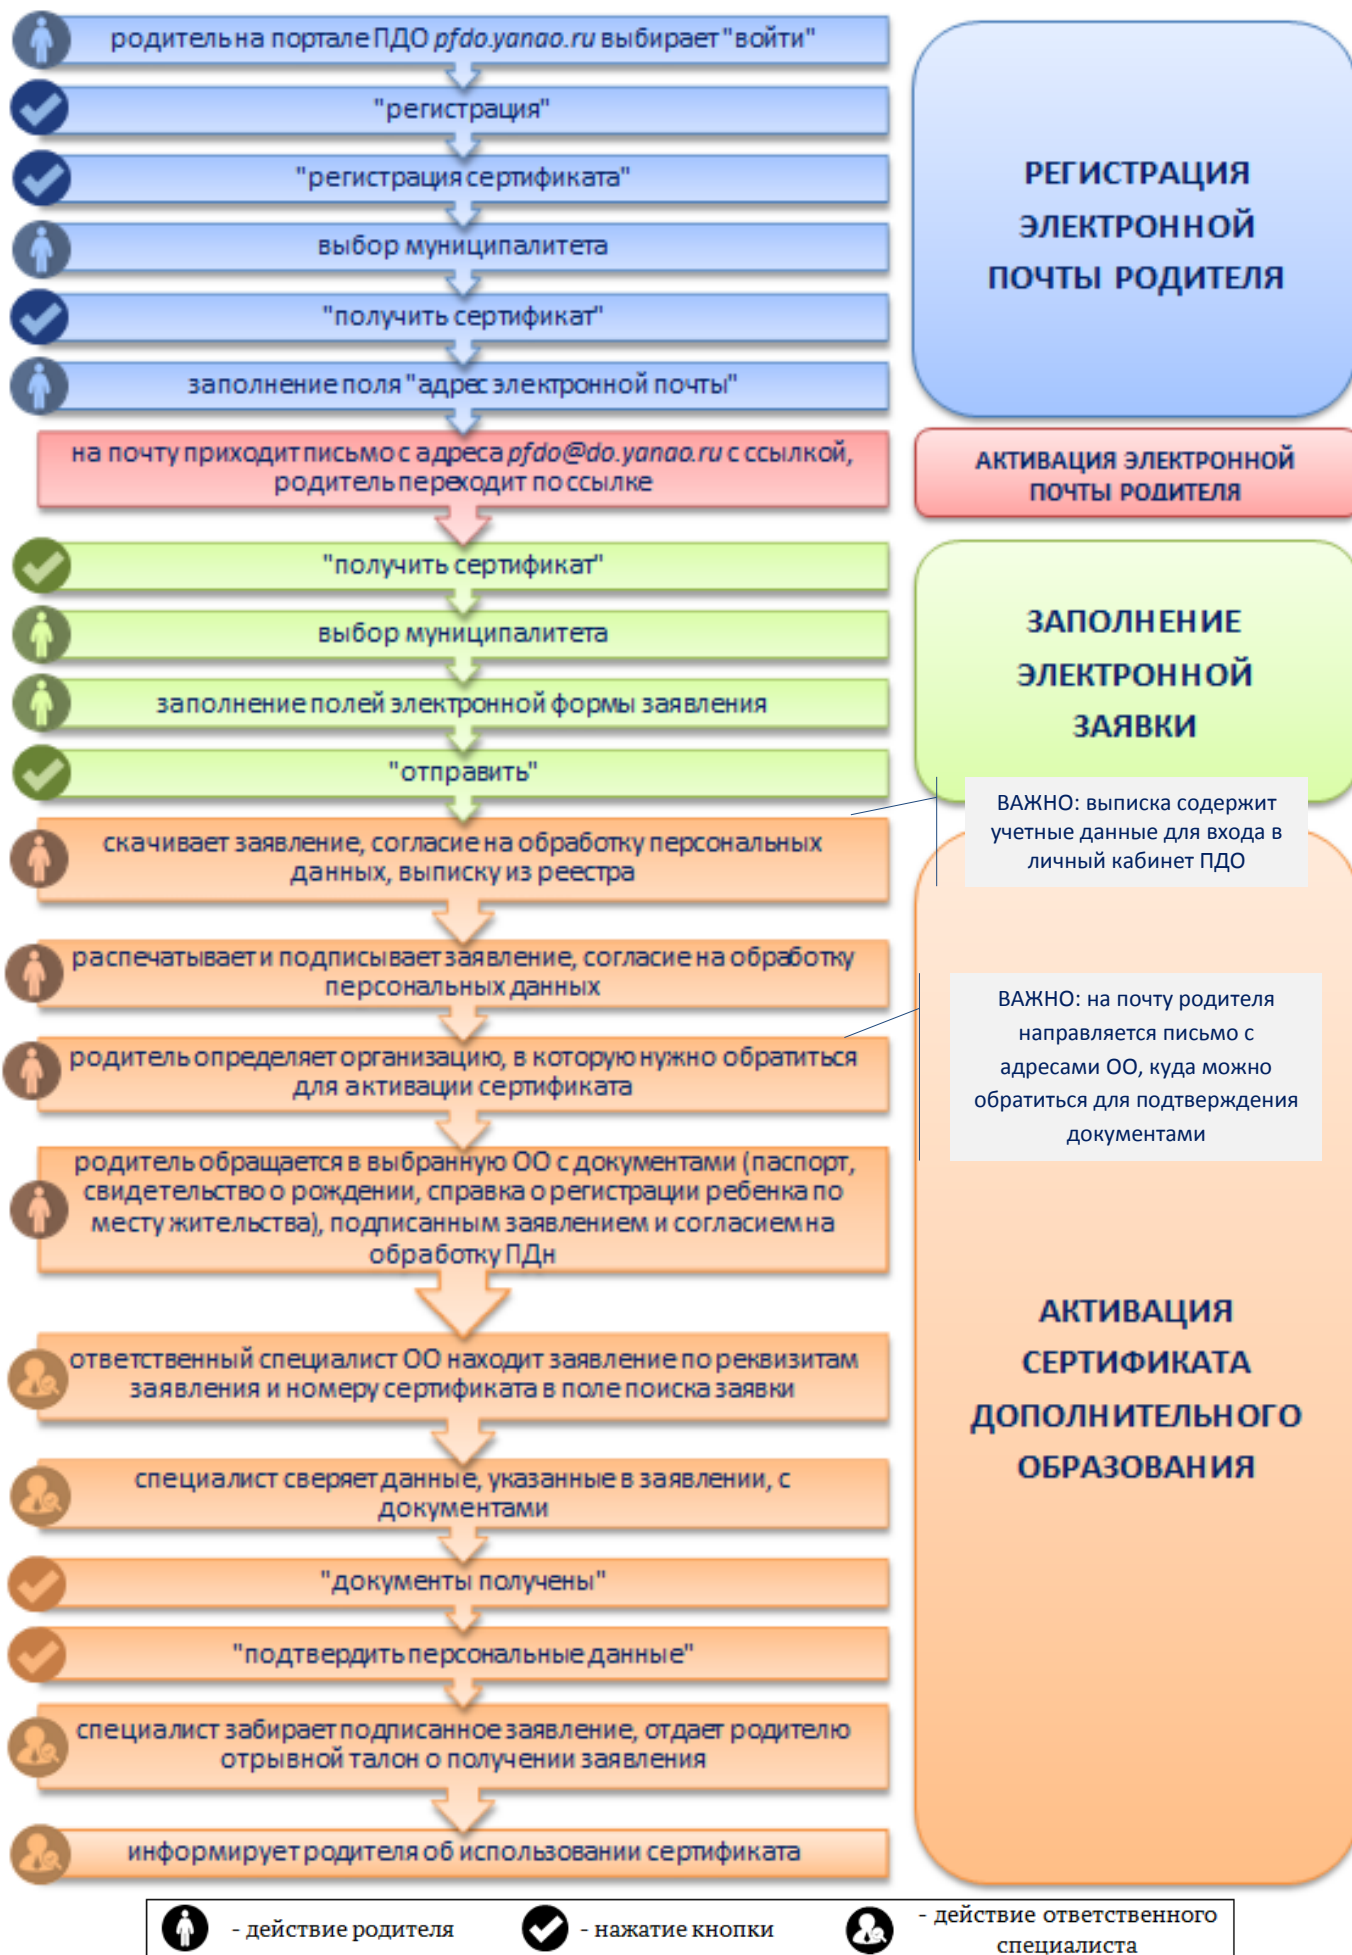 родитель на портале ПДО pfdo.yanao.ru выбирает "войти"
"регистрация"
"регистрация сертификата"
выбор муниципалитета
"получить сертификат"
заполнение поля "адрес электронной почты"
РЕГИСТРАЦИЯ
ЭЛЕКТРОННОЙ
ПОЧТЫ РОДИТЕЛЯ
на почту приходит письмо с адреса pfdo@do.yanao.ru с ссылкой,
родитель переходит по ссылке
АКТИВАЦИЯ ЭЛЕКТРОННОЙ
ПОЧТЫ РОДИТЕЛЯ
"получить сертификат"
выбор муниципалитета
заполнение полей электронной формы заявления
"отправить"
ЗАПОЛНЕНИЕ
ЭЛЕКТРОННОЙ
ЗАЯВКИ
ВАЖНО: выписка содержит
учетные данные для входа в
личный кабинет ПДО
скачивает заявление, согласие на обработку персональных
данных, выписку из реестра
распечатывает и подписывает заявление, согласие на обработку
персональных данных
родитель определяет организацию, в которую нужно обратиться
для активации сертификата
ВАЖНО: на почту родителя
направляется письмо с
адресами ОО, куда можно
обратиться для подтверждения
документами
родитель обращается в выбранную ОО с документами (паспорт,
свидетельство о рождении, справка о регистрации ребенка по
месту жительства), подписанным заявлением и согласием на
обработку ПДн
ответственный специалист ОО находит заявление по реквизитам
заявления и номеру сертификата в поле поиска заявки
специалист сверяет данные, указанные в заявлении, с
документами
"документы получены"
"подтвердить персональные данные"
специалист забирает подписанное заявление, отдает родителю
отрывной талон о получении заявления
информирует родителя об использовании сертификата
АКТИВАЦИЯ
СЕРТИФИКАТА
ДОПОЛНИТЕЛЬНОГО
ОБРАЗОВАНИЯ
- действие родителя
- нажатие кнопки
- действие ответственного
специалиста